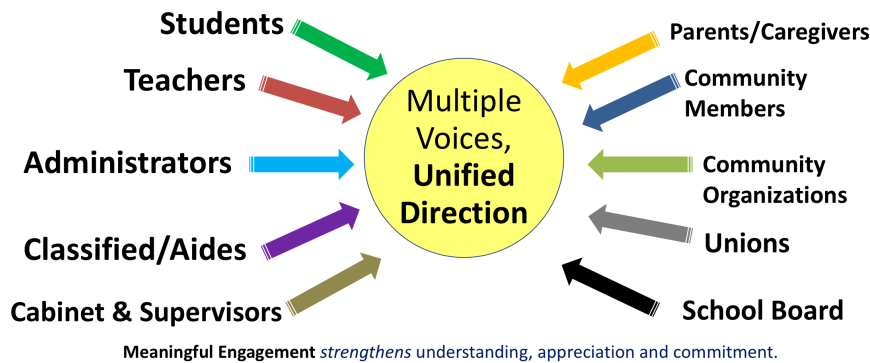 Students
Teachers
Administrators
Classified/Aides
Cabinet & Supervisors
Multiple
Voices,
Unified
Direction
Parents/Caregivers
Community
Members
Community
Organizations
Unions
School Board
Meaningful Engagement strengthens understanding, appreciation and commitment.